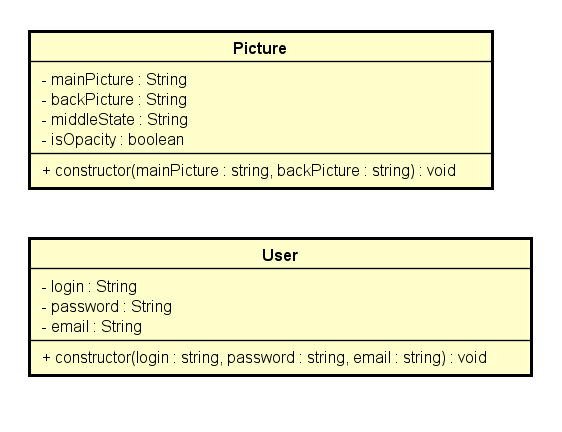 Picture
- mainPicture : String
- backPicture : String
- middleState : String
- isOpacity : boolean
+ constructor(mainPicture : string, backPicture : string) : void
User
- login : String
- password : String
- email : String
+ constructor(login : string, password : string, email : string) : void